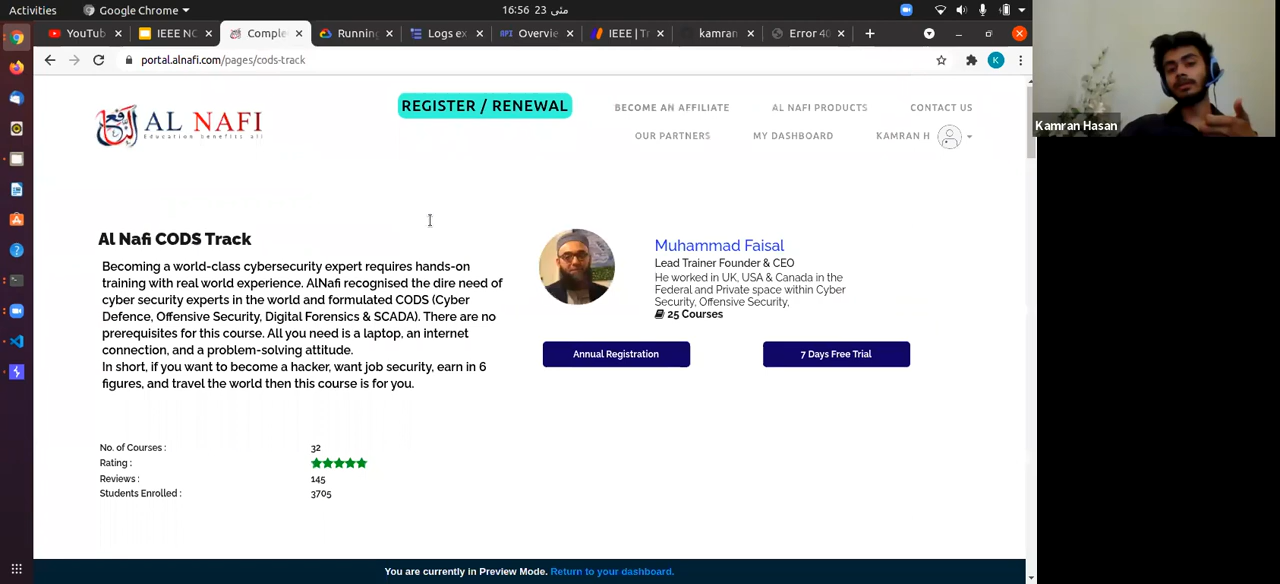 Activities
Google Chrome
16:56 23 مئی
YouTub
IEEE NC
Comple
Running
Logs ex
API Overvie
IEEE | Tr
kamran
Error 40
portal.alnafi.com/pages/cods-track
K
النافع
AL NAFI
Education benefits all
REGISTER / RENEWAL
BECOME AN AFFILIATE
AL NAFI PRODUCTS
CONTACT US
OUR PARTNERS
MY DASHBOARD
KAMRAN H
Kamran Hasan
Al Nafi CODS Track
Becoming a world-class cybersecurity expert requires hands-on
training with real world experience. AlNafi recognised the dire need of
cyber security experts in the world and formulated CODS (Cyber
Defence, Offensive Security, Digital Forensics & SCADA). There are no
prerequisites for this course. All you need is a laptop, an internet
connection, and a problem-solving attitude.
In short, if you want to become a hacker, want job security, earn in 6
figures, and travel the world then this course is for you.
Muhammad Faisal
Lead Trainer Founder & CEO
He worked in UK, USA & Canada in the
Federal and Private space within Cyber
Security, Offensive Security,
25 Courses
Annual Registration
7 Days Free Trial
No. of Courses : 32
Rating :
Reviews : 145
Students Enrolled : 3705
You are currently in Preview Mode. Return to your dashboard.